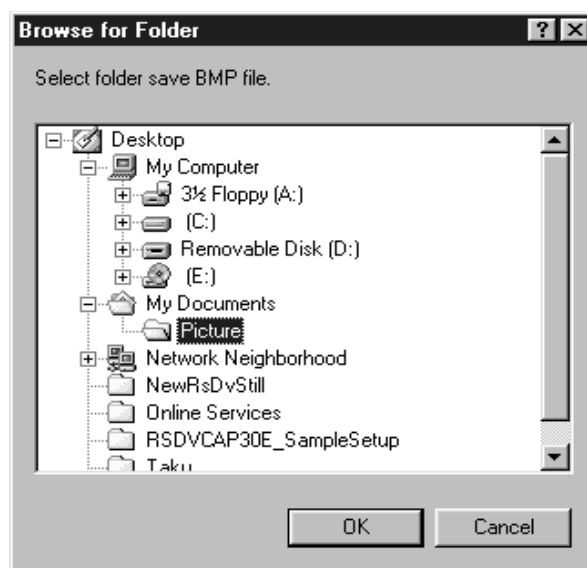 Browse for Folder
Select folder save BMP file.
Desktop
My Computer
3½ Floppy (A:)
(C:)
Removable Disk (D:)
(E:)
My Documents
Picture
Network Neighborhood
NewRsDvStill
Online Services
RSDVCAP30E_SampleSetup
Taku
OK Cancel